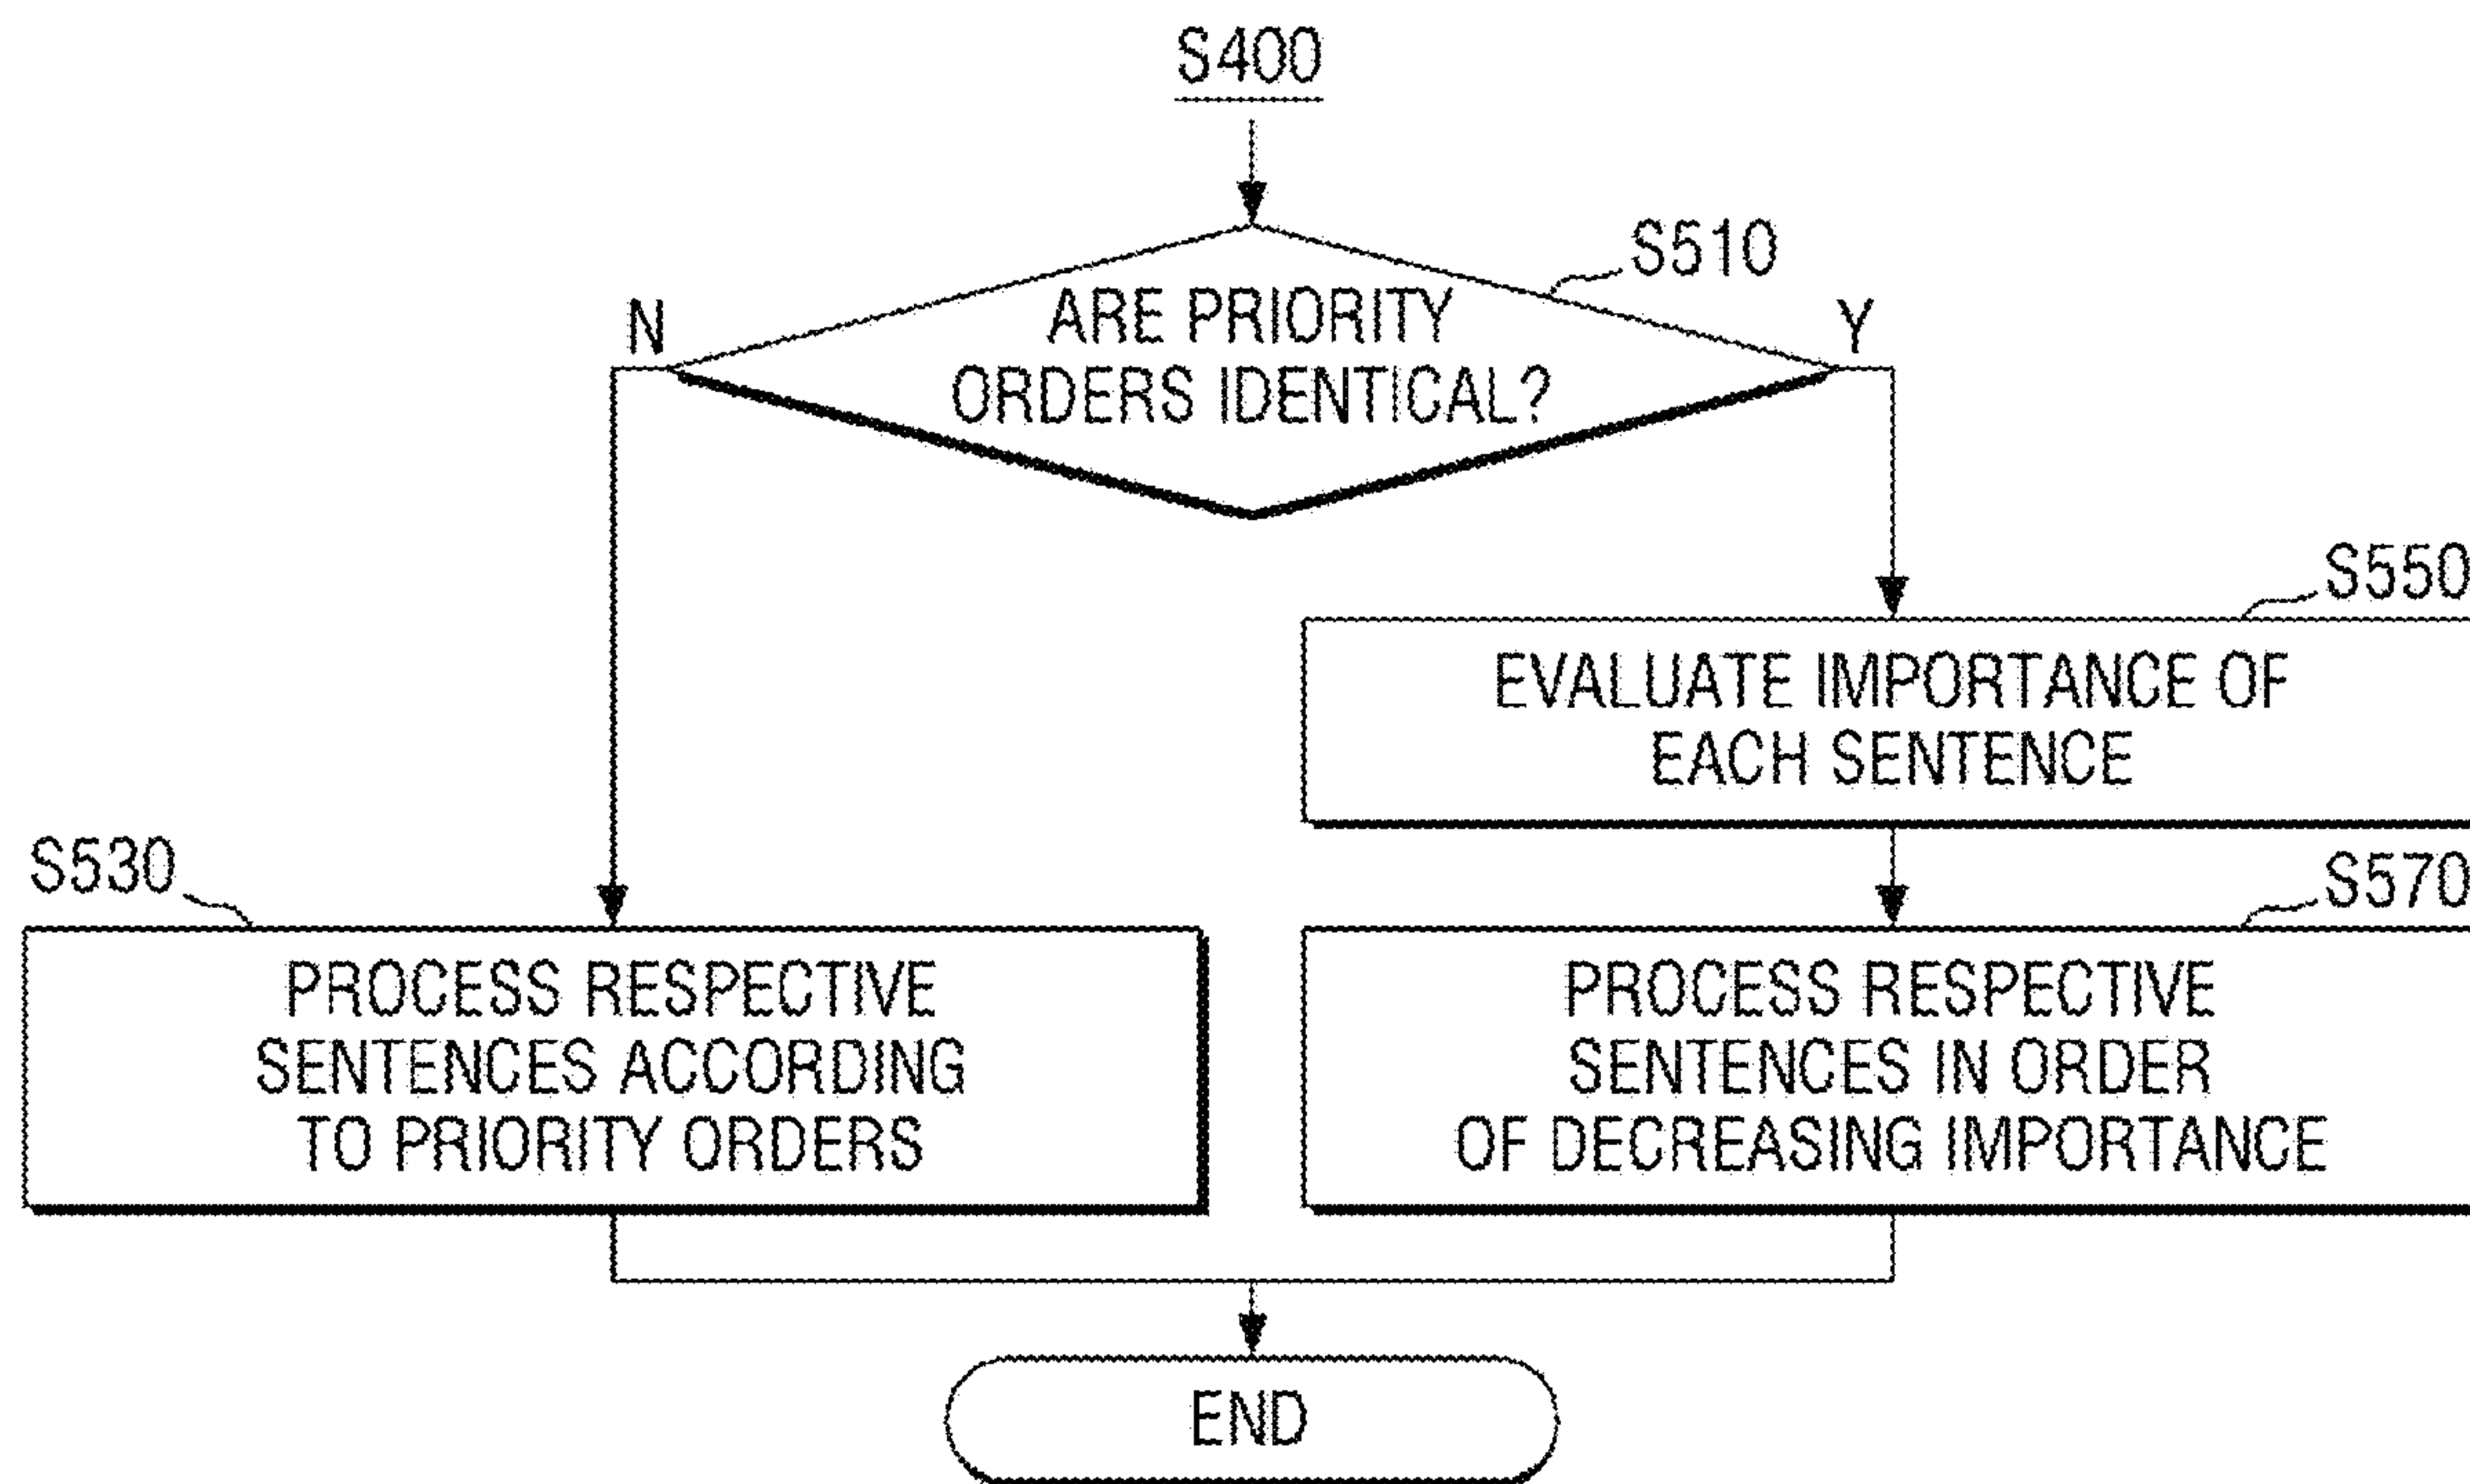 S400
S510
N
Y
ARE PRIORITY
ORDERS IDENTICAL?
S550
EVALUATE IMPORTANCE OF
EACH SENTENCE
S530
S570
PROCESS RESPECTIVE
SENTENCES ACCORDING
TO PRIORITY ORDERS
PROCESS RESPECTIVE
SENTENCES IN ORDER
OF DECREASING IMPORTANCE
END